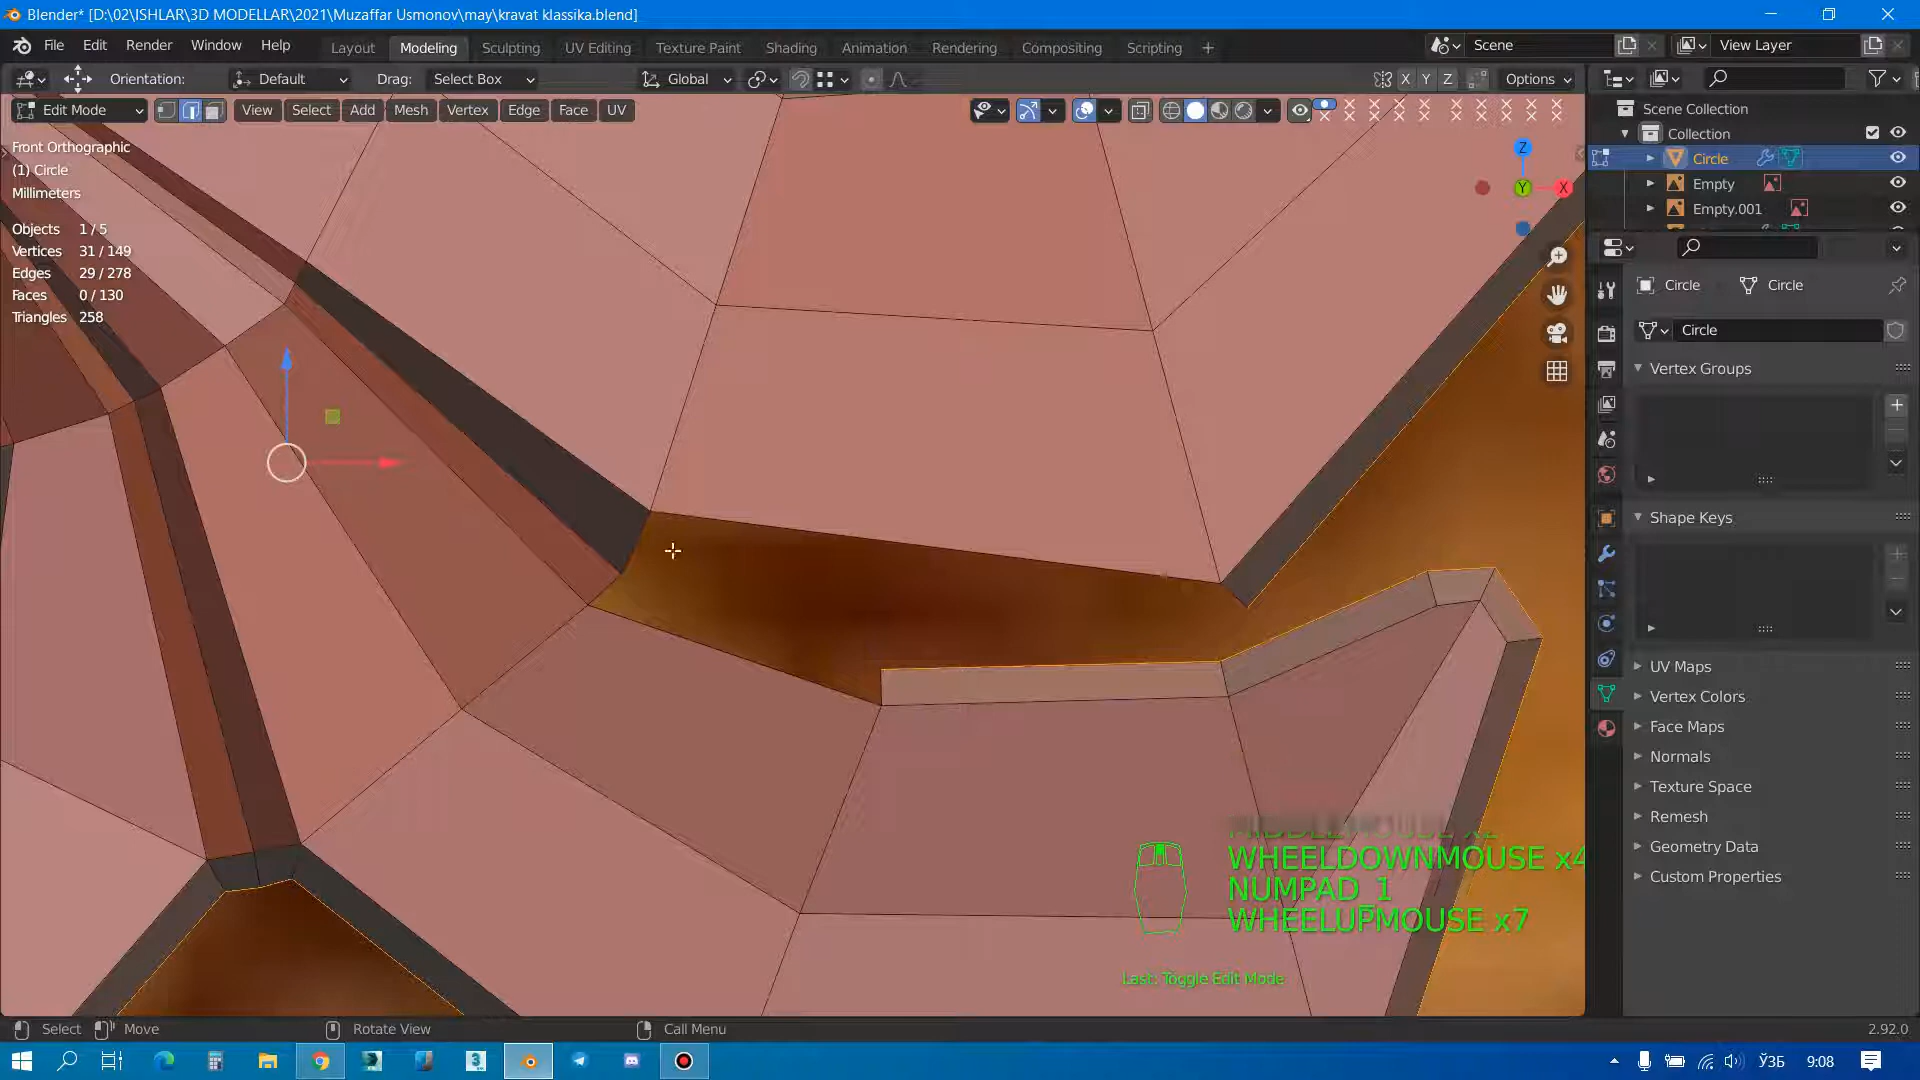 Blender* [D:\02\ISHLAR\3D MODELLAR\2021\Muzaffar Usmonov\may\kravat klassika.blend]
File Edit Render Window Help Layout Modeling Sculpting UV Editing Texture Paint Shading Animation Rendering Compositing Scripting + Scene View Layer
Orientation: Default Drag: Select Box Global X Y Z Options
Edit Mode View Select Add Mesh Vertex Edge Face UV
Front Orthographic
(1) Circle
Millimeters
Objects 1 / 5
Vertices 31 / 149
Edges 29 / 278
Faces 0 / 130
Triangles 258
Z
Y
X
Scene Collection
Collection
Circle
Empty
Empty.001
Circle Circle
Circle
Vertex Groups
Shape Keys
UV Maps
Vertex Colors
Face Maps
Normals
Texture Space
Remesh
Geometry Data
Custom Properties
WHEELDOWNMOUSE x4
NUMPAD_1
WHEELUPMOUSE x7
Last: Toggle Edit Mode
Select Move Rotate View Call Menu 2.92.0
ЎЗБ 9:08